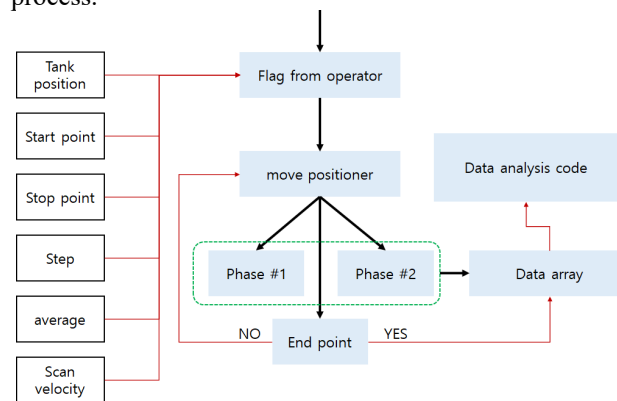 process.
Tank
position
Flag from operator
Start point
move positioner
Data analysis code
Stop point
Step
Phase #1
Phase #2
Data array
average
NO
End point
YES
Scan
velocity